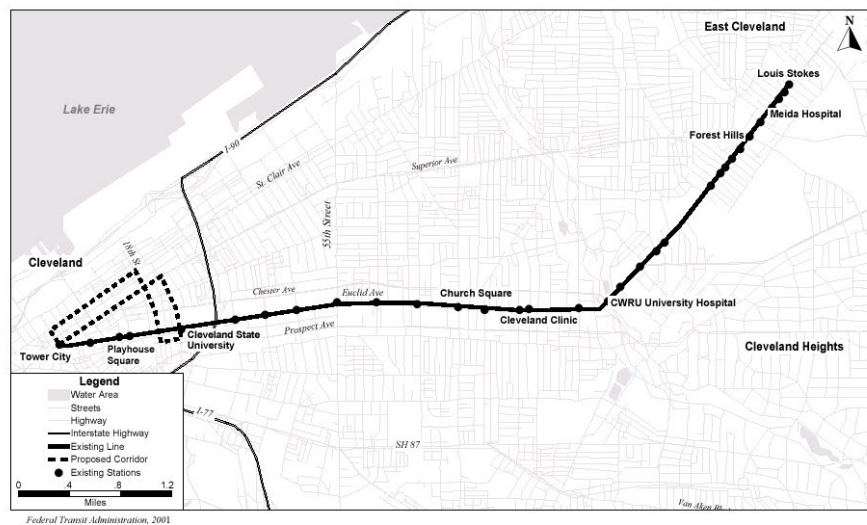 East Cleveland
N
Louis Stokes
Lake Erie
Meida Hospital
Forest Hills
I-90
St. Clair Ave
Superior Ave
55th Street
18th St
Cleveland
Chester Ave
Euclid Ave
Church Square
CWRU University Hospital
Cleveland State
University
Cleveland Clinic
Prospect Ave
Tower City
Playhouse
Square
Cleveland Heights
Legend
Water Area
Streets
Highway
Interstate Highway
Existing Line
Proposed Corridor
Existing Stations
0 .4 .8 1.2
Miles
I-77
SH 87
Van Aken
Federal Transit Administration, 2001